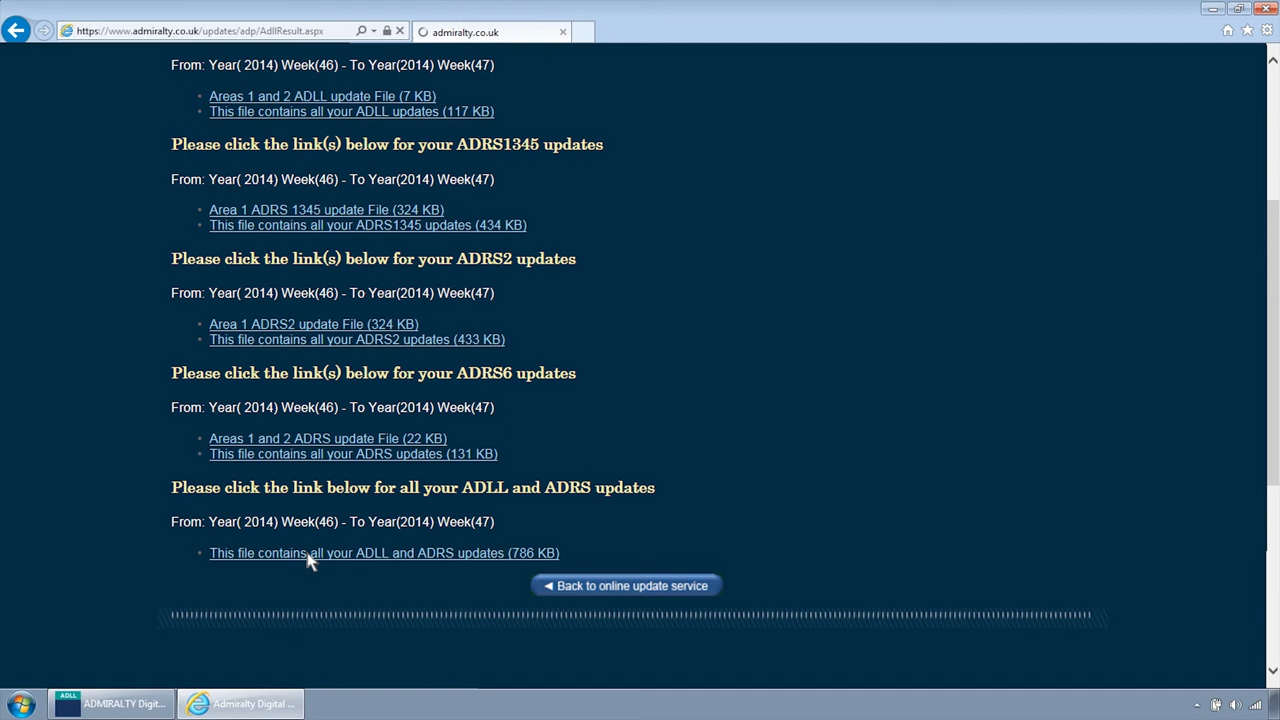 https://www.admiralty.co.uk/updates/adp/AdllResult.aspx
admiralty.co.uk
From: Year( 2014) Week(46) - To Year(2014) Week(47)
Areas 1 and 2 ADLL update File (7 KB)
This file contains all your ADLL updates (117 KB)
Please click the link(s) below for your ADRS1345 updates
From: Year( 2014) Week(46) - To Year(2014) Week(47)
Area 1 ADRS 1345 update File (324 KB)
This file contains all your ADRS1345 updates (434 KB)
Please click the link(s) below for your ADRS2 updates
From: Year( 2014) Week(46) - To Year(2014) Week(47)
Area 1 ADRS2 update File (324 KB)
This file contains all your ADRS2 updates (433 KB)
Please click the link(s) below for your ADRS6 updates
From: Year( 2014) Week(46) - To Year(2014) Week(47)
Areas 1 and 2 ADRS update File (22 KB)
This file contains all your ADRS updates (131 KB)
Please click the link below for all your ADLL and ADRS updates
From: Year( 2014) Week(46) - To Year(2014) Week(47)
This file contains all your ADLL and ADRS updates (786 KB)
Back to online update service
ADLL
ADMIRALTY Digit...
Admiralty Digital ...